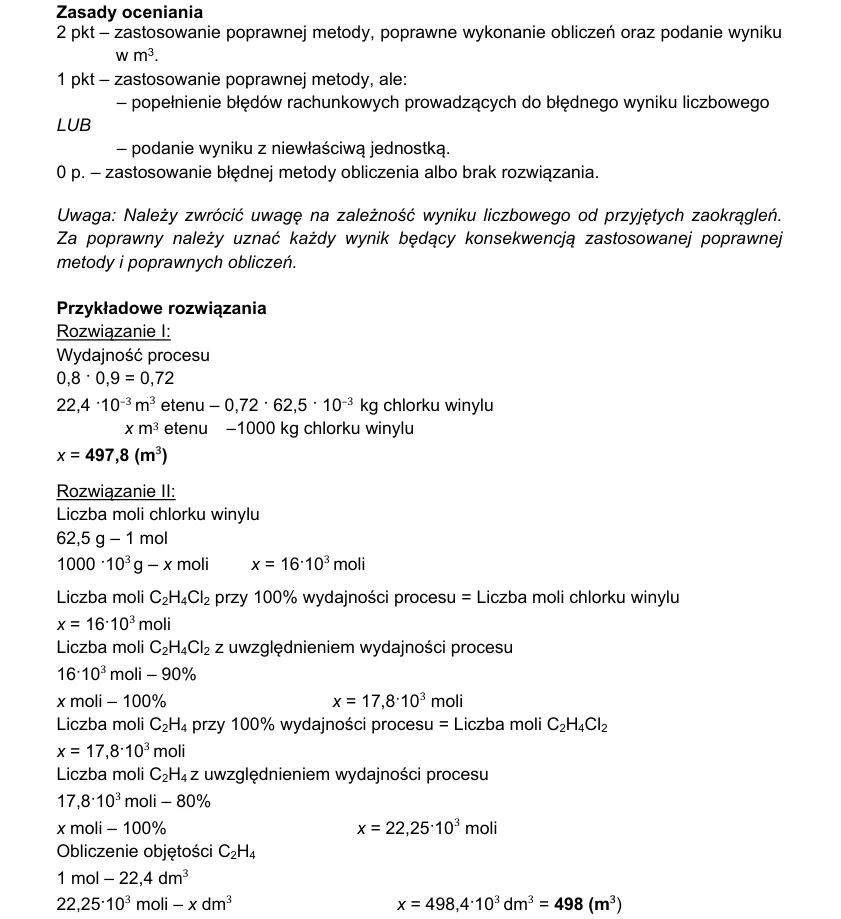 Zasady oceniania
2 pkt – zastosowanie poprawnej metody, poprawne wykonanie obliczeń oraz podanie wyniku
w m³.
1 pkt – zastosowanie poprawnej metody, ale:
– popełnienie błędów rachunkowych prowadzących do błędnego wyniku liczbowego
LUB
– podanie wyniku z niewłaściwą jednostką.
0 p. – zastosowanie błędnej metody obliczenia albo brak rozwiązania.
Uwaga: Należy zwrócić uwagę na zależność wyniku liczbowego od przyjętych zaokrągleń.
Za poprawny należy uznać każdy wynik będący konsekwencją zastosowanej poprawnej
metody i poprawnych obliczeń.
Przykładowe rozwiązania
Rozwiązanie I:
Wydajność procesu
0,8 · 0,9 = 0,72
22,4 ·10⁻³ m³ etenu – 0,72 · 62,5 · 10⁻³ kg chlorku winylu
x m³ etenu –1000 kg chlorku winylu
x = 497,8 (m³)
Rozwiązanie II:
Liczba moli chlorku winylu
62,5 g – 1 mol
1000 ·10³ g – x moli x = 16·10³ moli
Liczba moli C₂H₄Cl₂ przy 100% wydajności procesu = Liczba moli chlorku winylu
x = 16·10³ moli
Liczba moli C₂H₄Cl₂ z uwzględnieniem wydajności procesu
16·10³ moli – 90%
x moli – 100% x = 17,8·10³ moli
Liczba moli C₂H₄ przy 100% wydajności procesu = Liczba moli C₂H₄Cl₂
x = 17,8·10³ moli
Liczba moli C₂H₄ z uwzględnieniem wydajności procesu
17,8·10³ moli – 80%
x moli – 100% x = 22,25·10³ moli
Obliczenie objętości C₂H₄
1 mol – 22,4 dm³
22,25·10³ moli – x dm³ x = 498,4·10³ dm³ = 498 (m³)